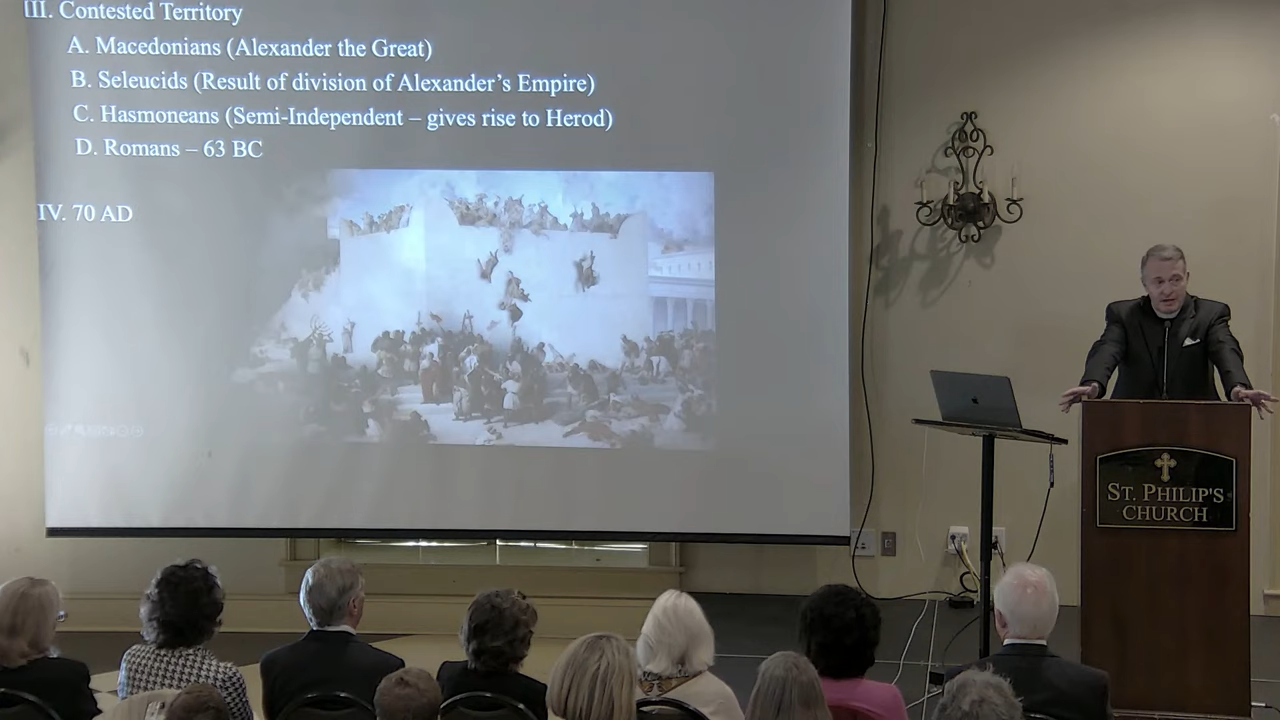 III. Contested Territory
A. Macedonians (Alexander the Great)
B. Seleucids (Result of division of Alexander's Empire)
C. Hasmoneans (Semi-Independent – gives rise to Herod)
D. Romans – 63 BC
IV. 70 AD
ST. PHILIP'S
CHURCH